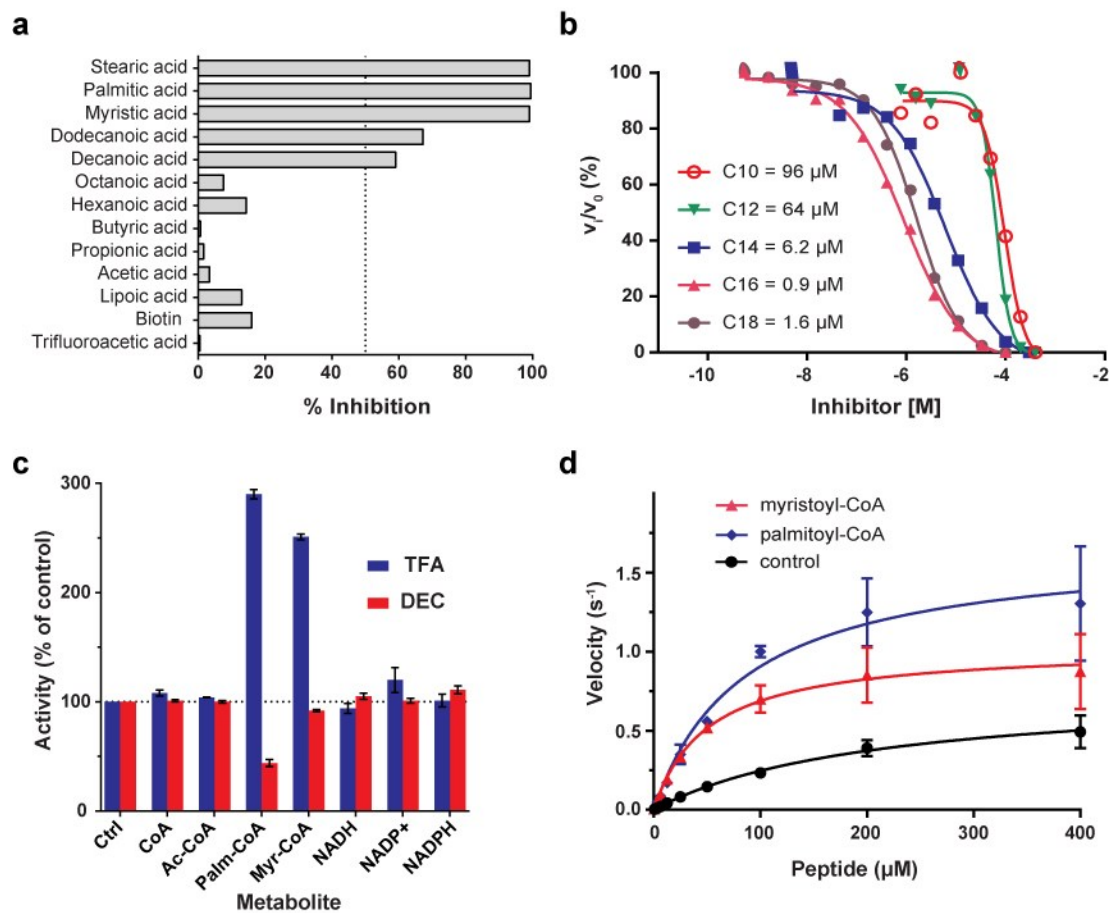 a
Stearic acid
Palmitic acid
Myristic acid
Dodecanoic acid
Decanoic acid
Octanoic acid
Hexanoic acid
Butyric acid
Propionic acid
Acetic acid
Lipoic acid
Biotin
Trifluoroacetic acid
0 20 40 60 80 100
% Inhibition
b
100
80
60
40
20
0
vᵢ/v₀ (%)
C10 = 96 µM
C12 = 64 µM
C14 = 6.2 µM
C16 = 0.9 µM
C18 = 1.6 µM
-10 -8 -6 -4 -2
Inhibitor [M]
c
300
200
100
0
Activity (% of control)
TFA
DEC
Ctrl
CoA
Ac-CoA
Palm-CoA
Myr-CoA
NADH
NADP+
NADPH
Metabolite
d
myristoyl-CoA
palmitoyl-CoA
control
1.5
1.0
0.5
0.0
Velocity (s⁻¹)
0 100 200 300 400
Peptide (µM)